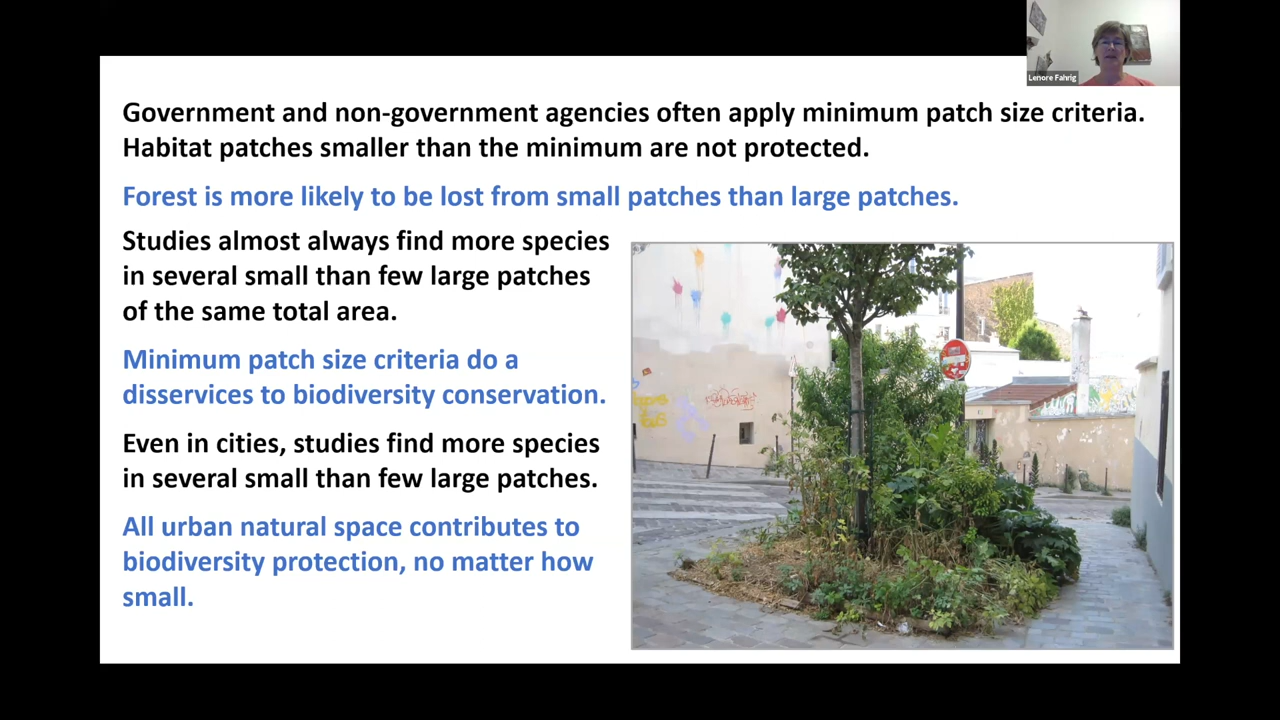 Lenore Fahrig
Government and non-government agencies often apply minimum patch size criteria.
Habitat patches smaller than the minimum are not protected.
Forest is more likely to be lost from small patches than large patches.
Studies almost always find more species
in several small than few large patches
of the same total area.
Minimum patch size criteria do a
disservices to biodiversity conservation.
Even in cities, studies find more species
in several small than few large patches.
All urban natural space contributes to
biodiversity protection, no matter how
small.